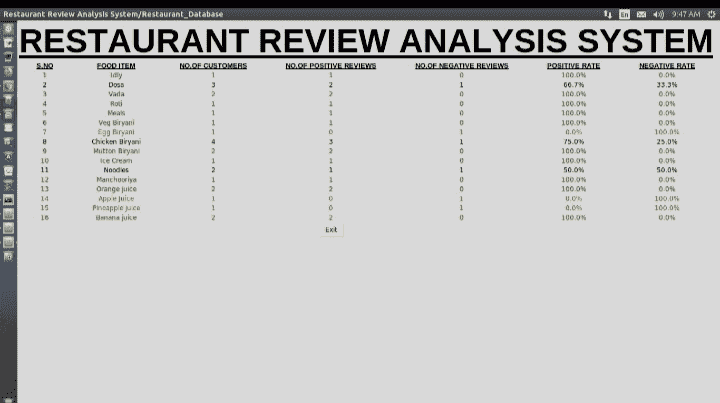 Restaurant Review Analysis System/Restaurant_Database En 9:47 AM
RESTAURANT REVIEW ANALYSIS SYSTEM
S.NO FOOD ITEM NO.OF CUSTOMERS NO.OF POSITIVE REVIEWS NO.OF NEGATIVE REVIEWS POSITIVE RATE NEGATIVE RATE
1 Idly 1 1 0 100.0% 0.0%
2 Dosa 3 2 1 66.7% 33.3%
3 Vada 2 2 0 100.0% 0.0%
4 Roti 1 1 0 100.0% 0.0%
5 Meals 1 1 0 100.0% 0.0%
6 Veg Biryani 1 1 0 100.0% 0.0%
7 Egg Biryani 1 0 1 0.0% 100.0%
8 Chicken Biryani 4 3 1 75.0% 25.0%
9 Mutton Biryani 2 2 0 100.0% 0.0%
10 Ice Cream 1 1 0 100.0% 0.0%
11 Noodles 2 1 1 50.0% 50.0%
12 Manchooriya 1 1 0 100.0% 0.0%
13 Orange juice 2 2 0 100.0% 0.0%
14 Apple Juice 1 0 1 0.0% 100.0%
15 Pineapple juice 1 0 1 0.0% 100.0%
16 Banana juice 2 2 0 100.0% 0.0%
Exit